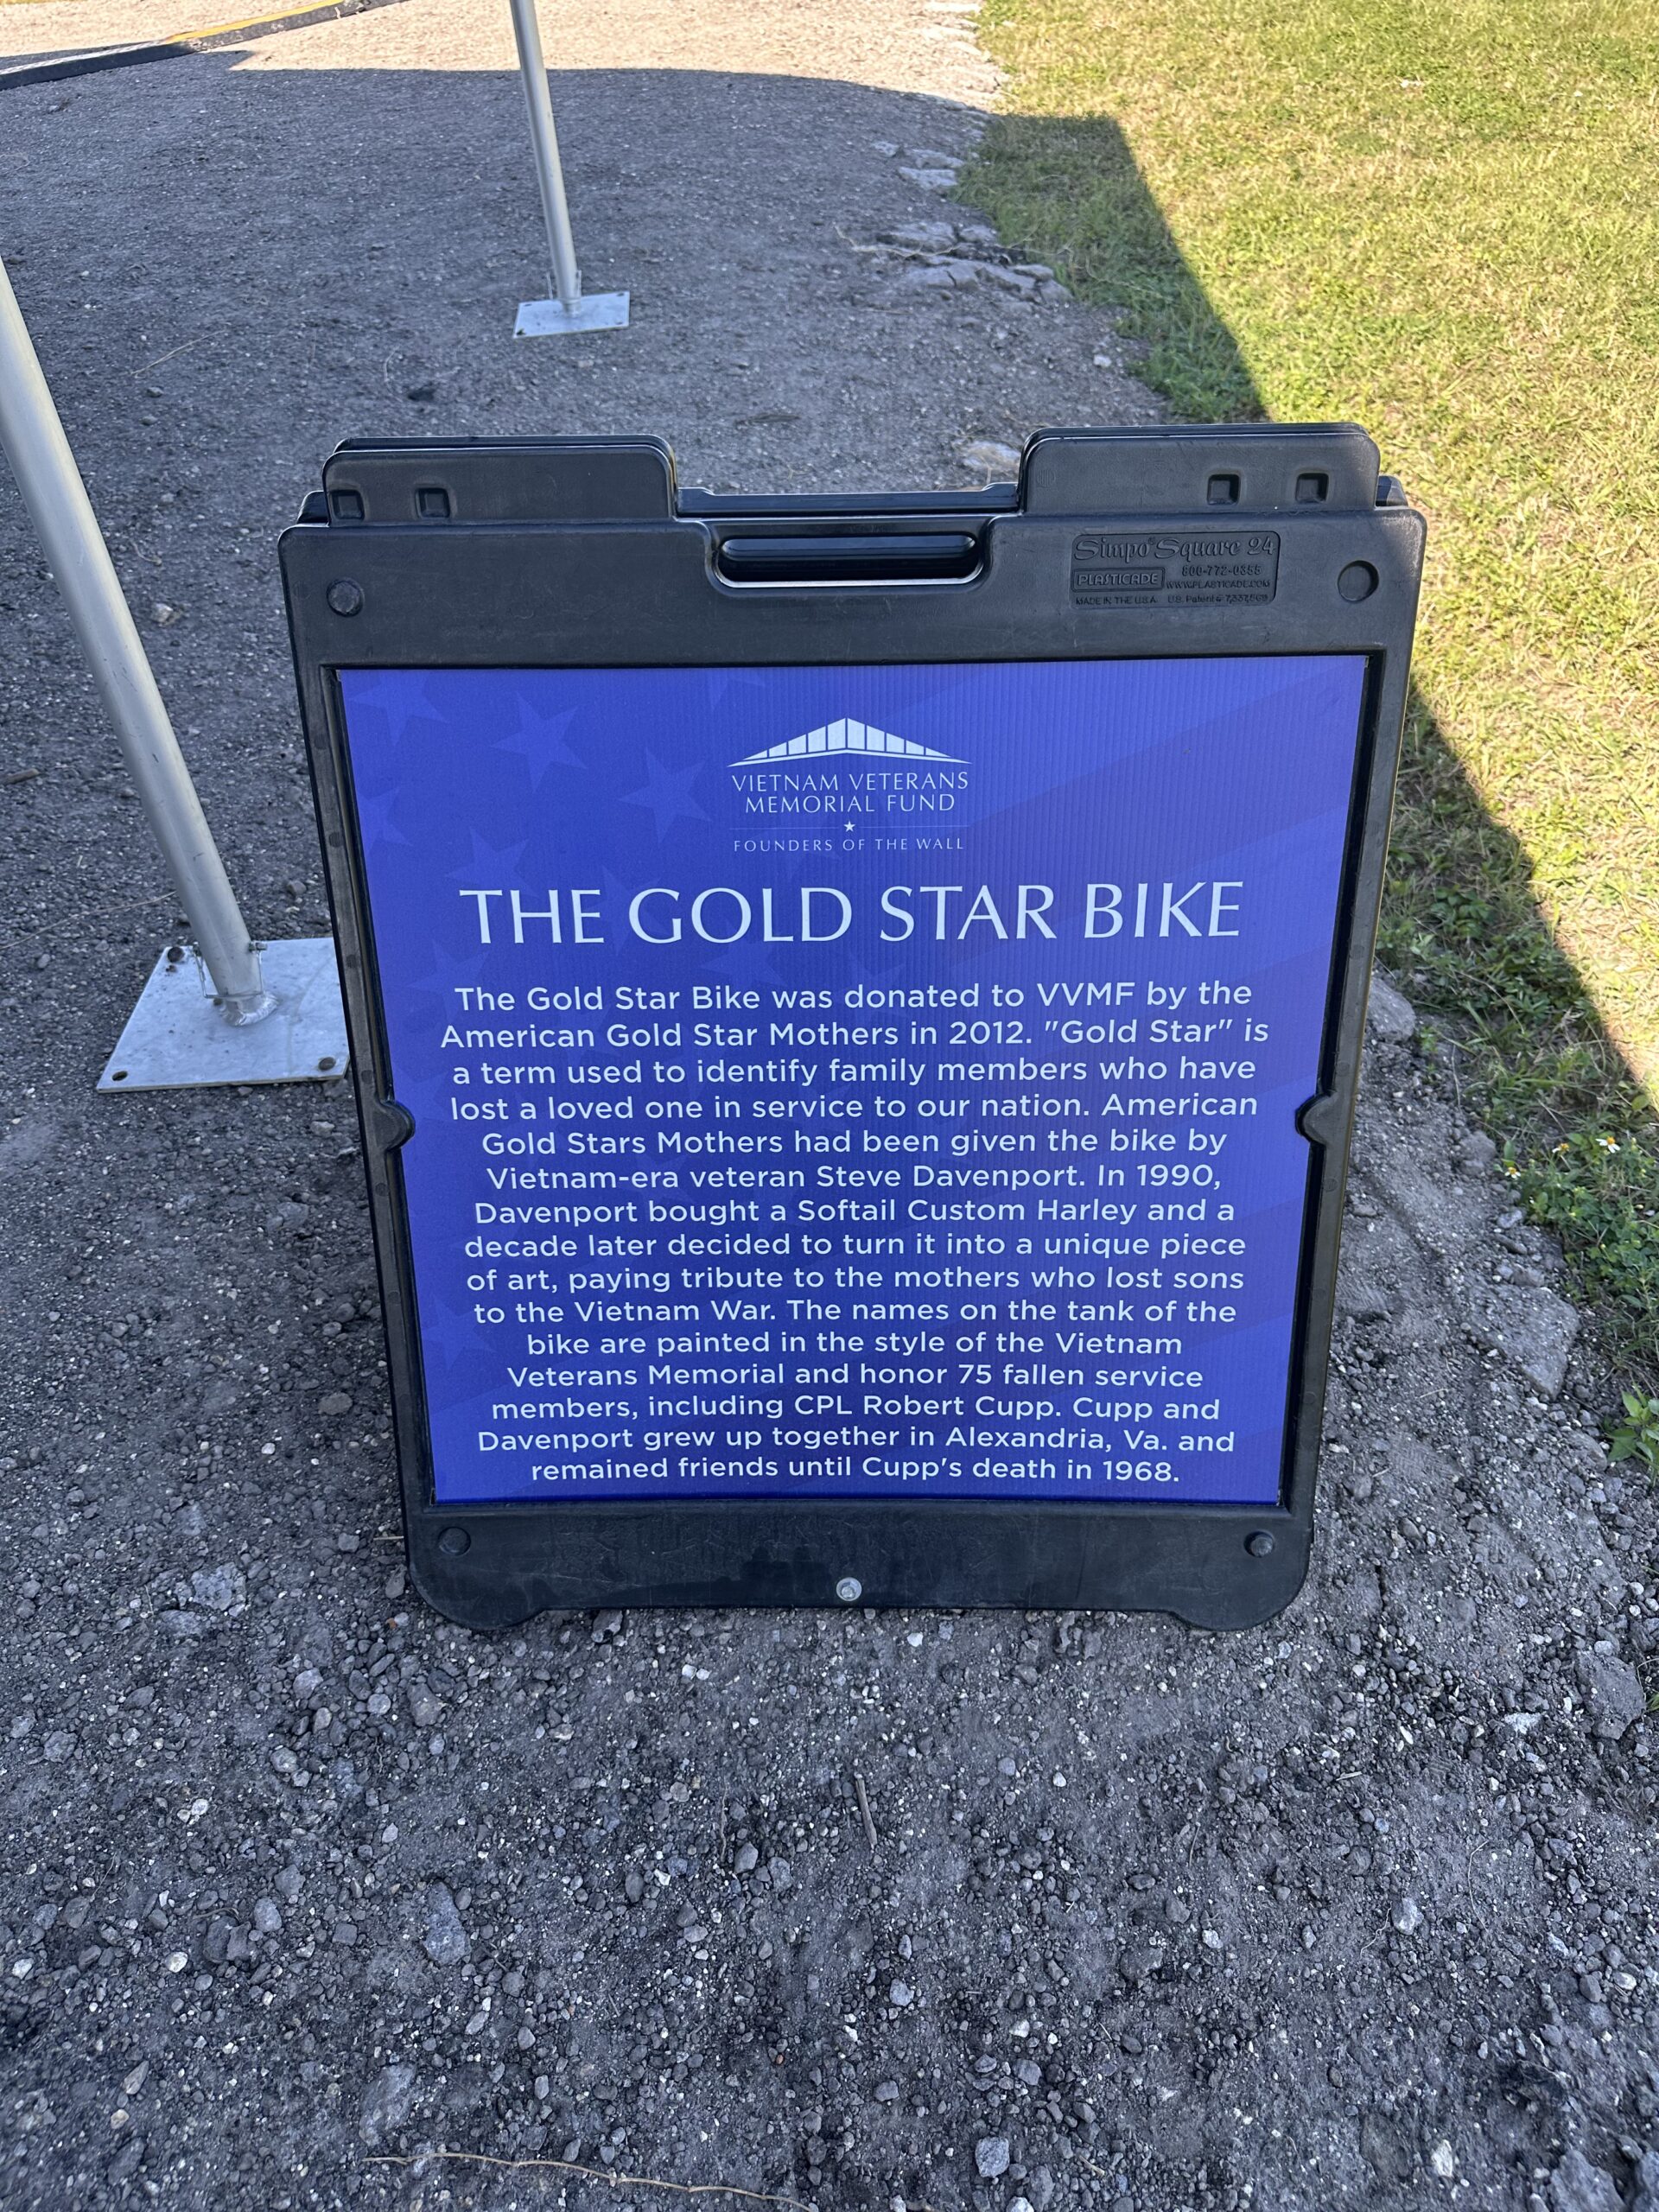 Simpo Square 24
PLASTICADE
800-772-0355
WWW.PLASTICADE.COM
MADE IN THE U.S.A. U.S. Patent #
VIETNAM VETERANS
MEMORIAL FUND
FOUNDERS OF THE WALL
THE GOLD STAR BIKE
The Gold Star Bike was donated to VVMF by the
American Gold Star Mothers in 2012. "Gold Star" is
a term used to identify family members who have
lost a loved one in service to our nation. American
Gold Stars Mothers had been given the bike by
Vietnam-era veteran Steve Davenport. In 1990,
Davenport bought a Softail Custom Harley and a
decade later decided to turn it into a unique piece
of art, paying tribute to the mothers who lost sons
to the Vietnam War. The names on the tank of the
bike are painted in the style of the Vietnam
Veterans Memorial and honor 75 fallen service
members, including CPL Robert Cupp. Cupp and
Davenport grew up together in Alexandria, Va. and
remained friends until Cupp's death in 1968.